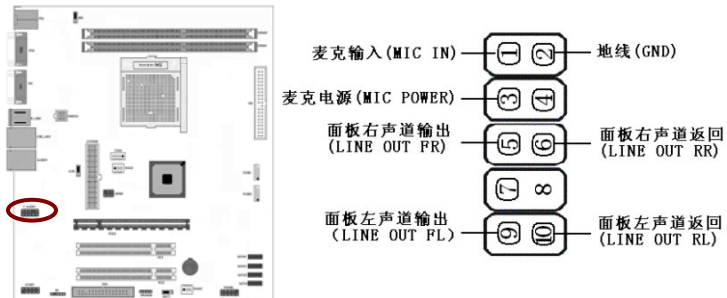 麦克输入(MIC IN)
1
2
地线(GND)
麦克电源(MIC POWER)
3
4
面板右声道输出
(LINE OUT FR)
5
6
面板右声道返回
(LINE OUT RR)
7
8
面板左声道输出
(LINE OUT FL)
9
10
面板左声道返回
(LINE OUT RL)